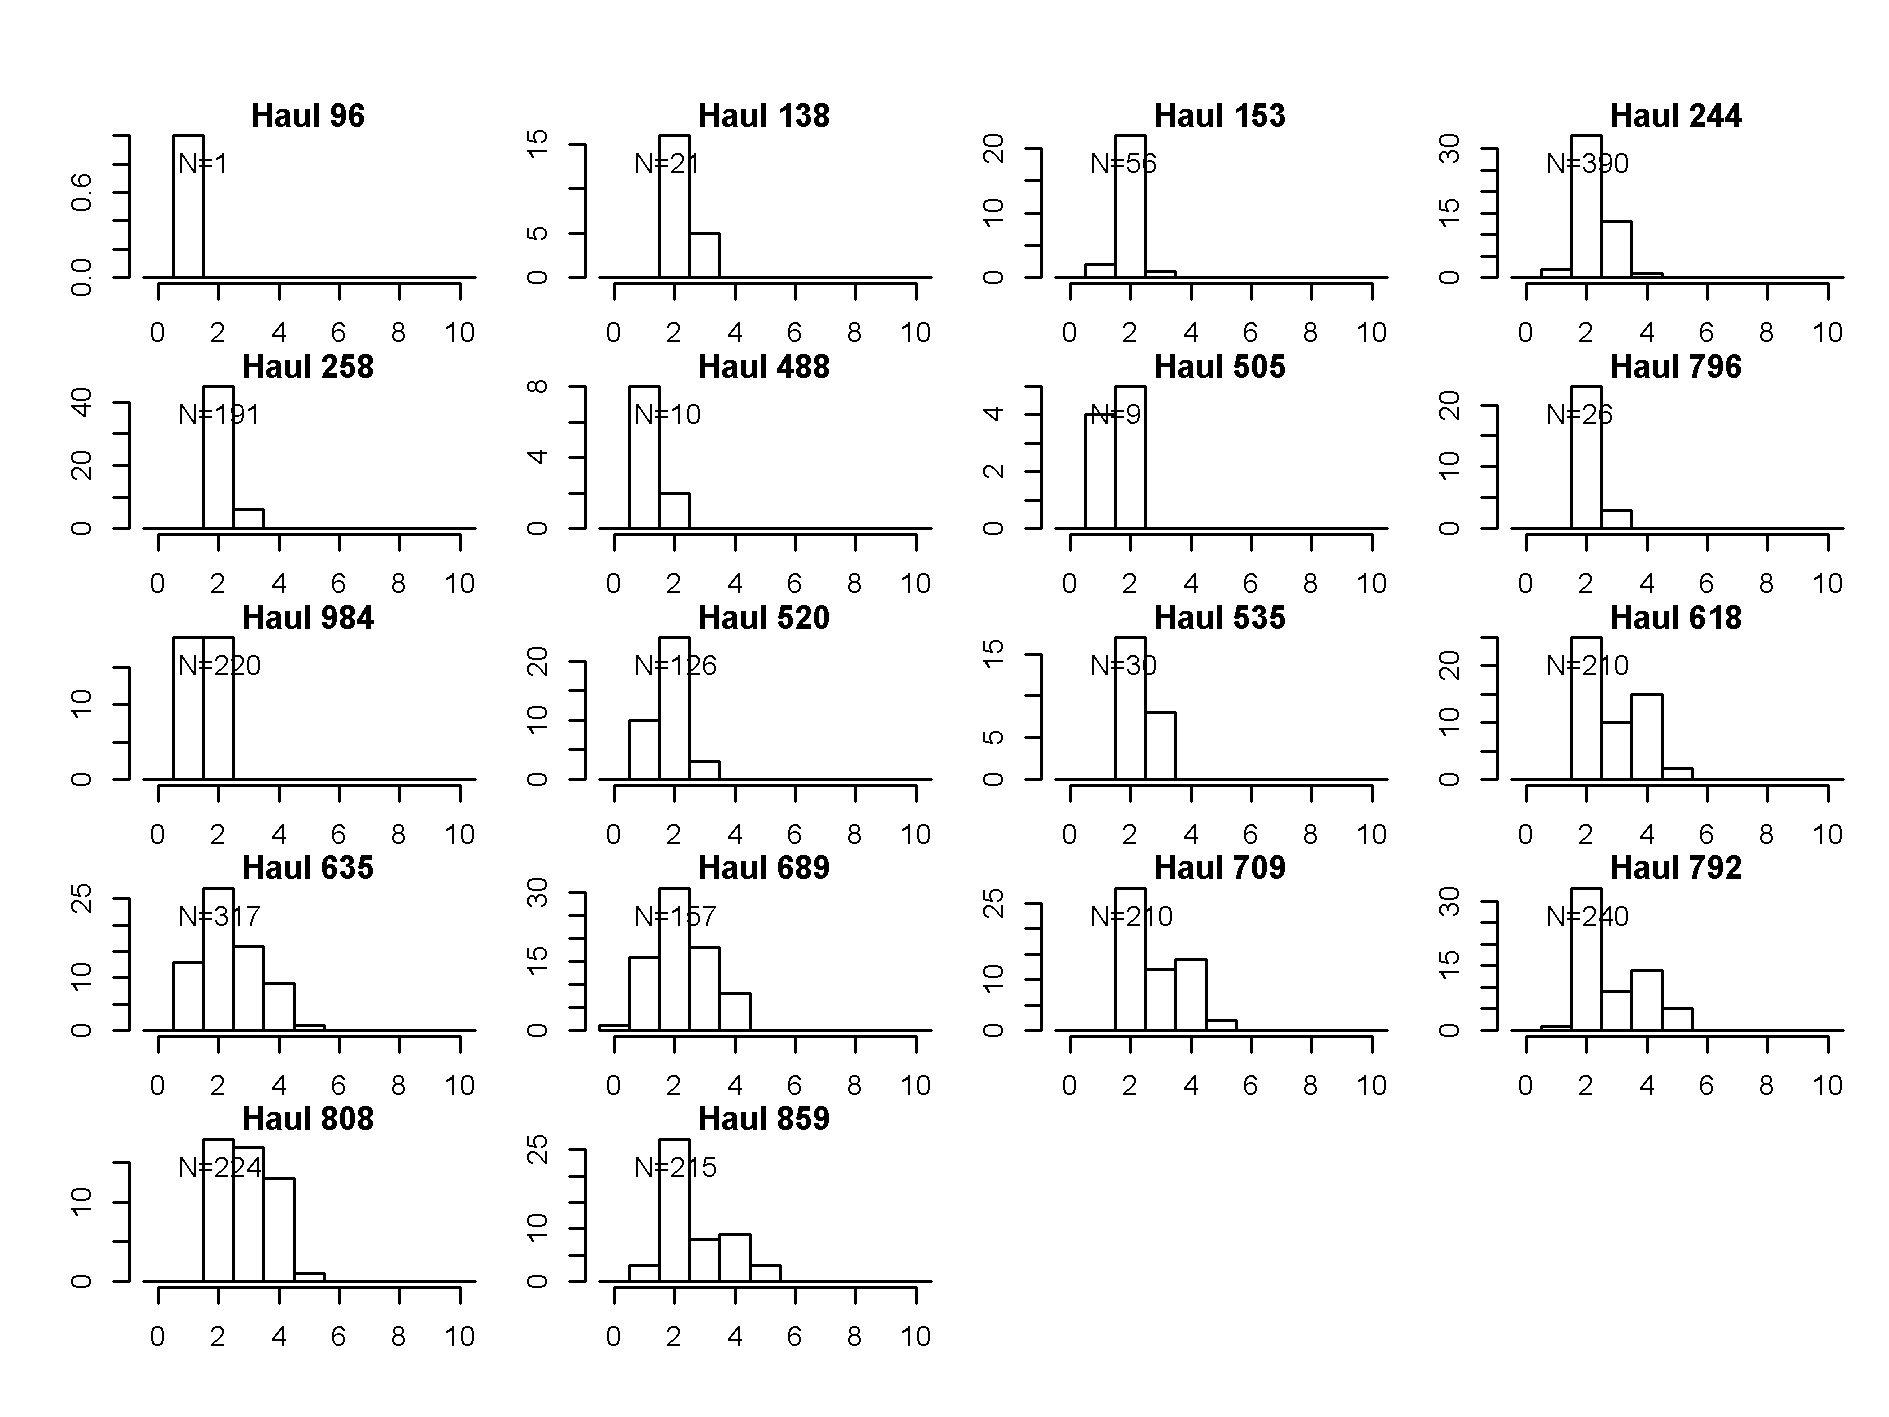 Haul 96 Haul 138 Haul 153 Haul 244
N=1 N=21 N=56 N=390
0.0 0.6 0 5 15 0 10 20 0 15 30
0 2 4 6 8 10 0 2 4 6 8 10 0 2 4 6 8 10 0 2 4 6 8 10
Haul 258 Haul 488 Haul 505 Haul 796
N=191 N=10 N=9 N=26
0 20 40 0 4 8 0 2 4 0 10 20
0 2 4 6 8 10 0 2 4 6 8 10 0 2 4 6 8 10 0 2 4 6 8 10
Haul 984 Haul 520 Haul 535 Haul 618
N=220 N=126 N=30 N=210
0 10 0 10 20 0 5 15 0 10 20
0 2 4 6 8 10 0 2 4 6 8 10 0 2 4 6 8 10 0 2 4 6 8 10
Haul 635 Haul 689 Haul 709 Haul 792
N=317 N=157 N=210 N=240
0 10 25 0 15 30 0 10 25 0 15 30
0 2 4 6 8 10 0 2 4 6 8 10 0 2 4 6 8 10 0 2 4 6 8 10
Haul 808 Haul 859
N=224 N=215
0 10 0 10 25
0 2 4 6 8 10 0 2 4 6 8 10